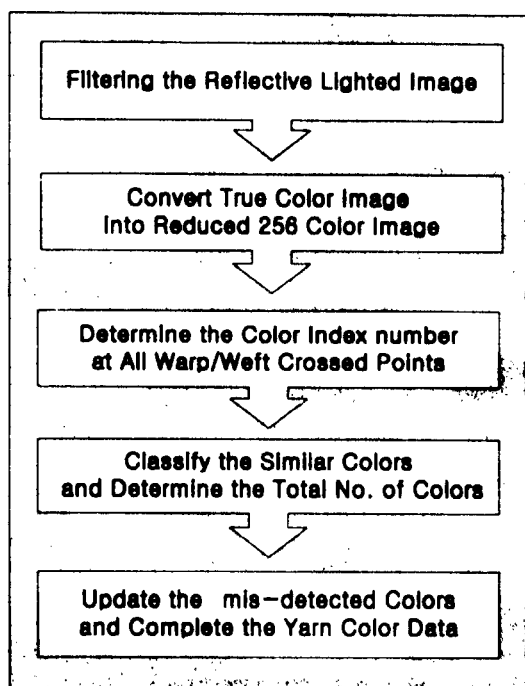 Filtering the Reflective Lighted Image
Convert True Color Image
into Reduced 256 Color Image
Determine the Color Index number
at All Warp/Weft Crossed Points
Classify the Similar Colors
and Determine the Total No. of Colors
Update the mis-detected Colors
and Complete the Yarn Color Data